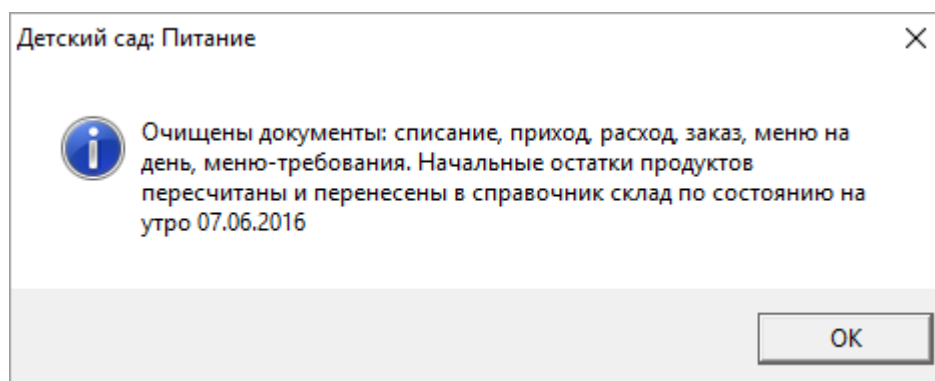 Детский сад: Питание
Очищены документы: списание, приход, расход, заказ, меню на
день, меню-требования. Начальные остатки продуктов
пересчитаны и перенесены в справочник склад по состоянию на
утро 07.06.2016
ОК